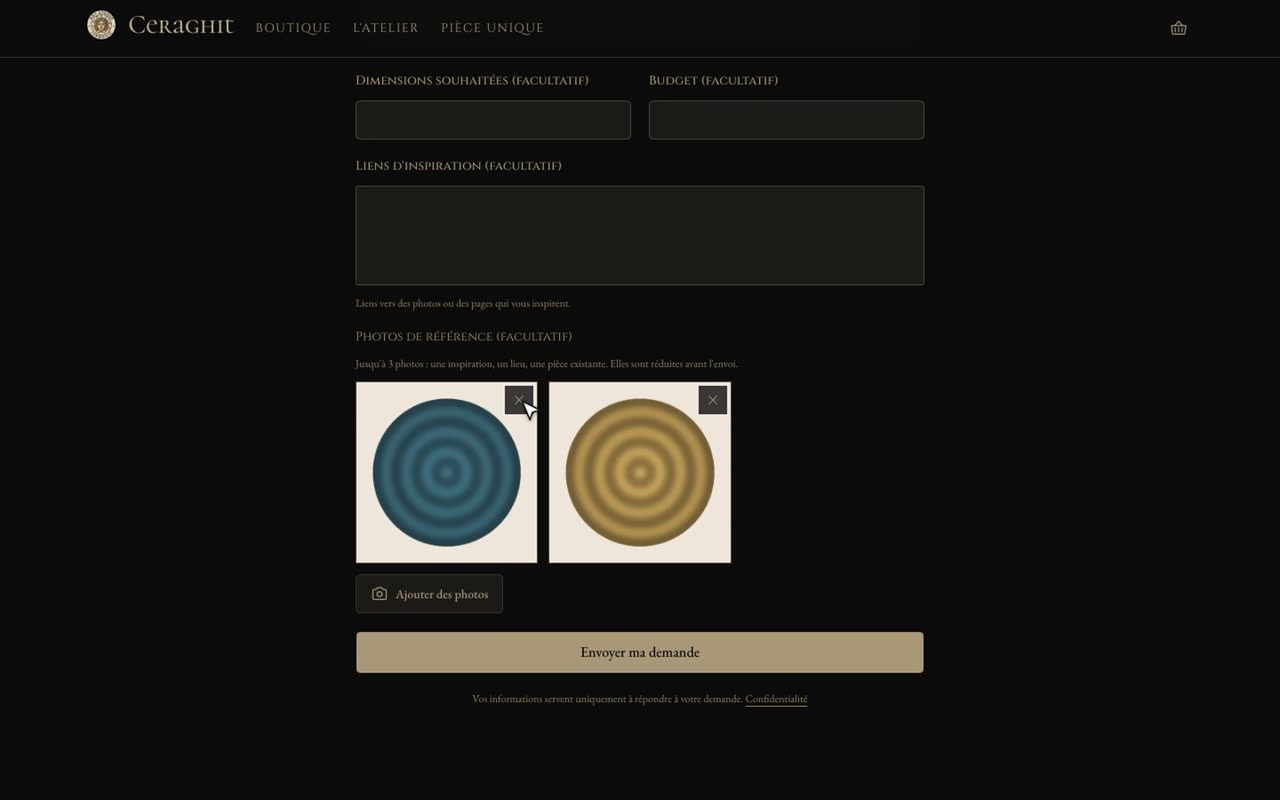 Ceraghit BOUTIQUE L'ATELIER PIÈCE UNIQUE
Dimensions souhaitées (facultatif) Budget (facultatif)
Liens d'inspiration (facultatif)
Liens vers des photos ou des pages qui vous inspirent.
Photos de référence (facultatif)
Jusqu'à 3 photos : une inspiration, un lieu, une pièce existante. Elles sont réduites avant l'envoi.
Ajouter des photos
Envoyer ma demande
Vos informations servent uniquement à répondre à votre demande. Confidentialité